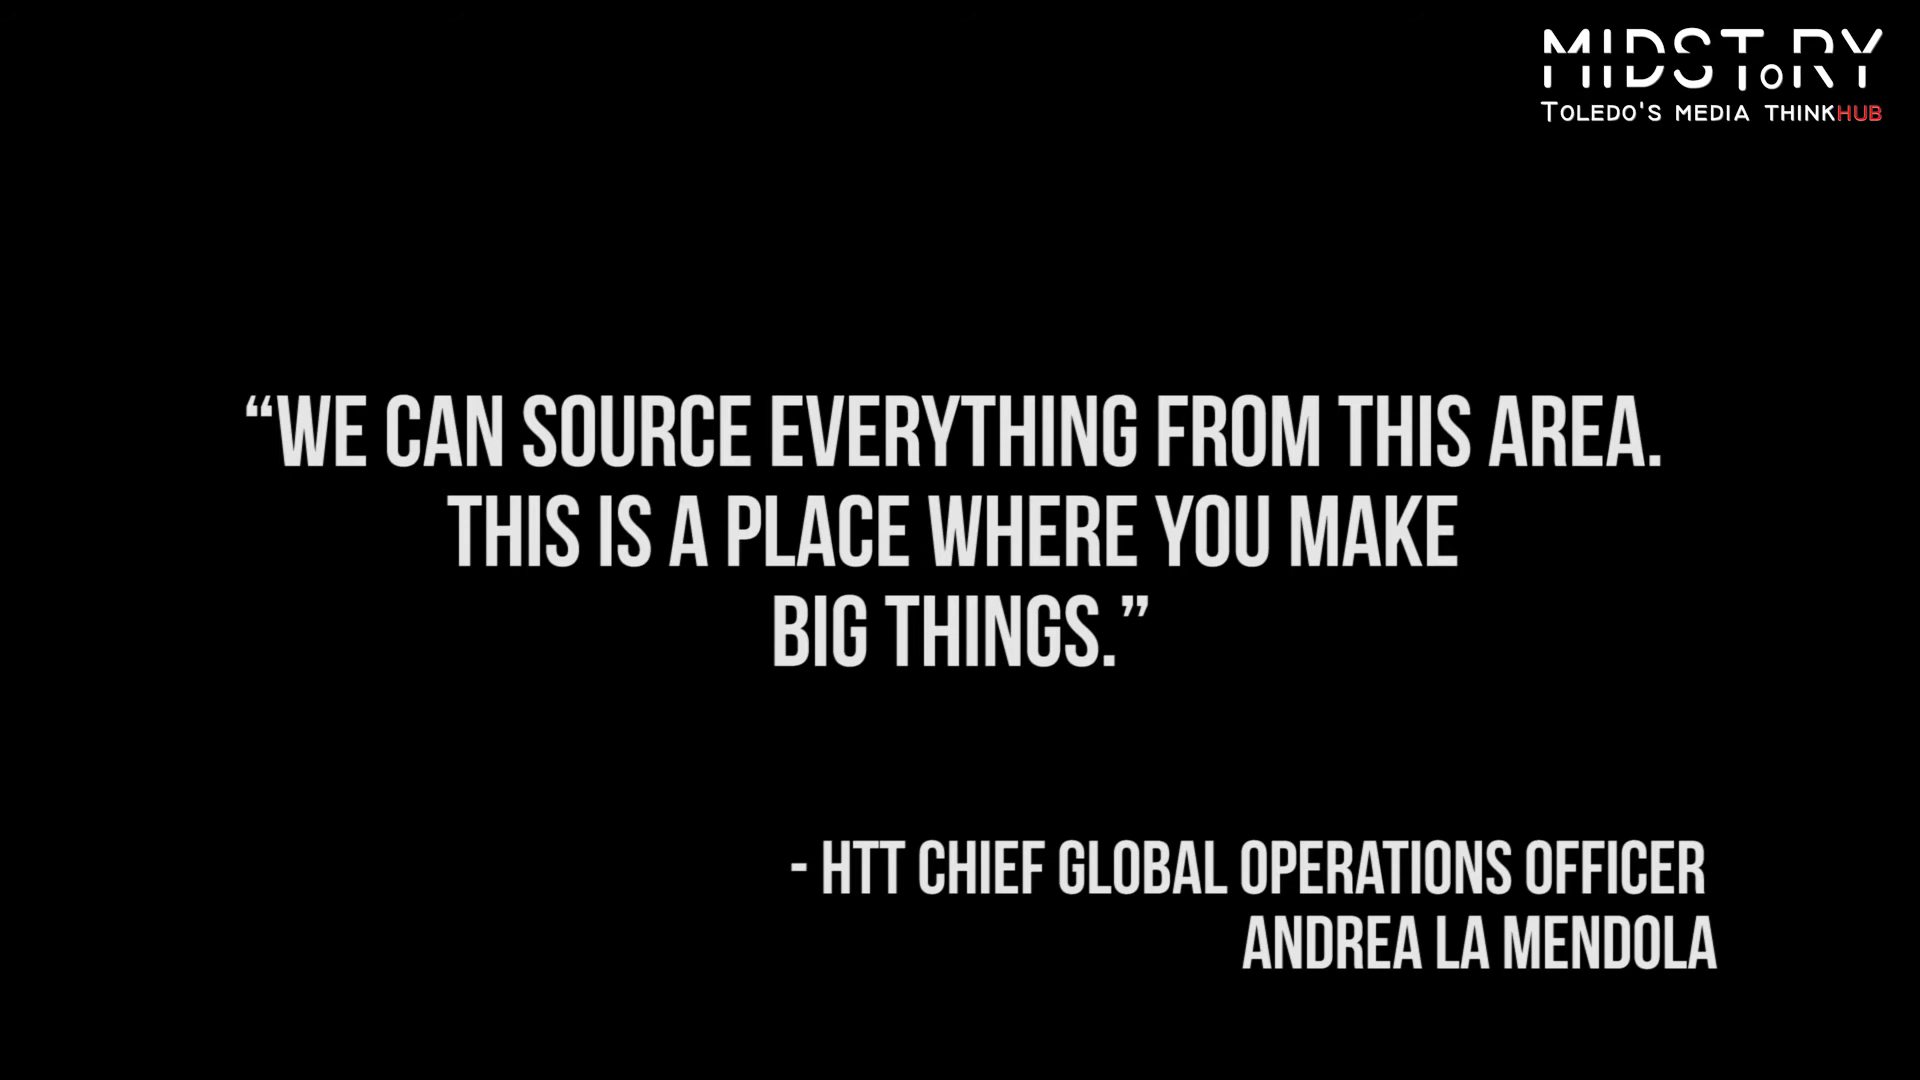 MIDSToRY
TOLEDO'S MEDIA THINKHUB
“WE CAN SOURCE EVERYTHING FROM THIS AREA.
THIS IS A PLACE WHERE YOU MAKE
BIG THINGS.”
- HTT CHIEF GLOBAL OPERATIONS OFFICER
ANDREA LA MENDOLA